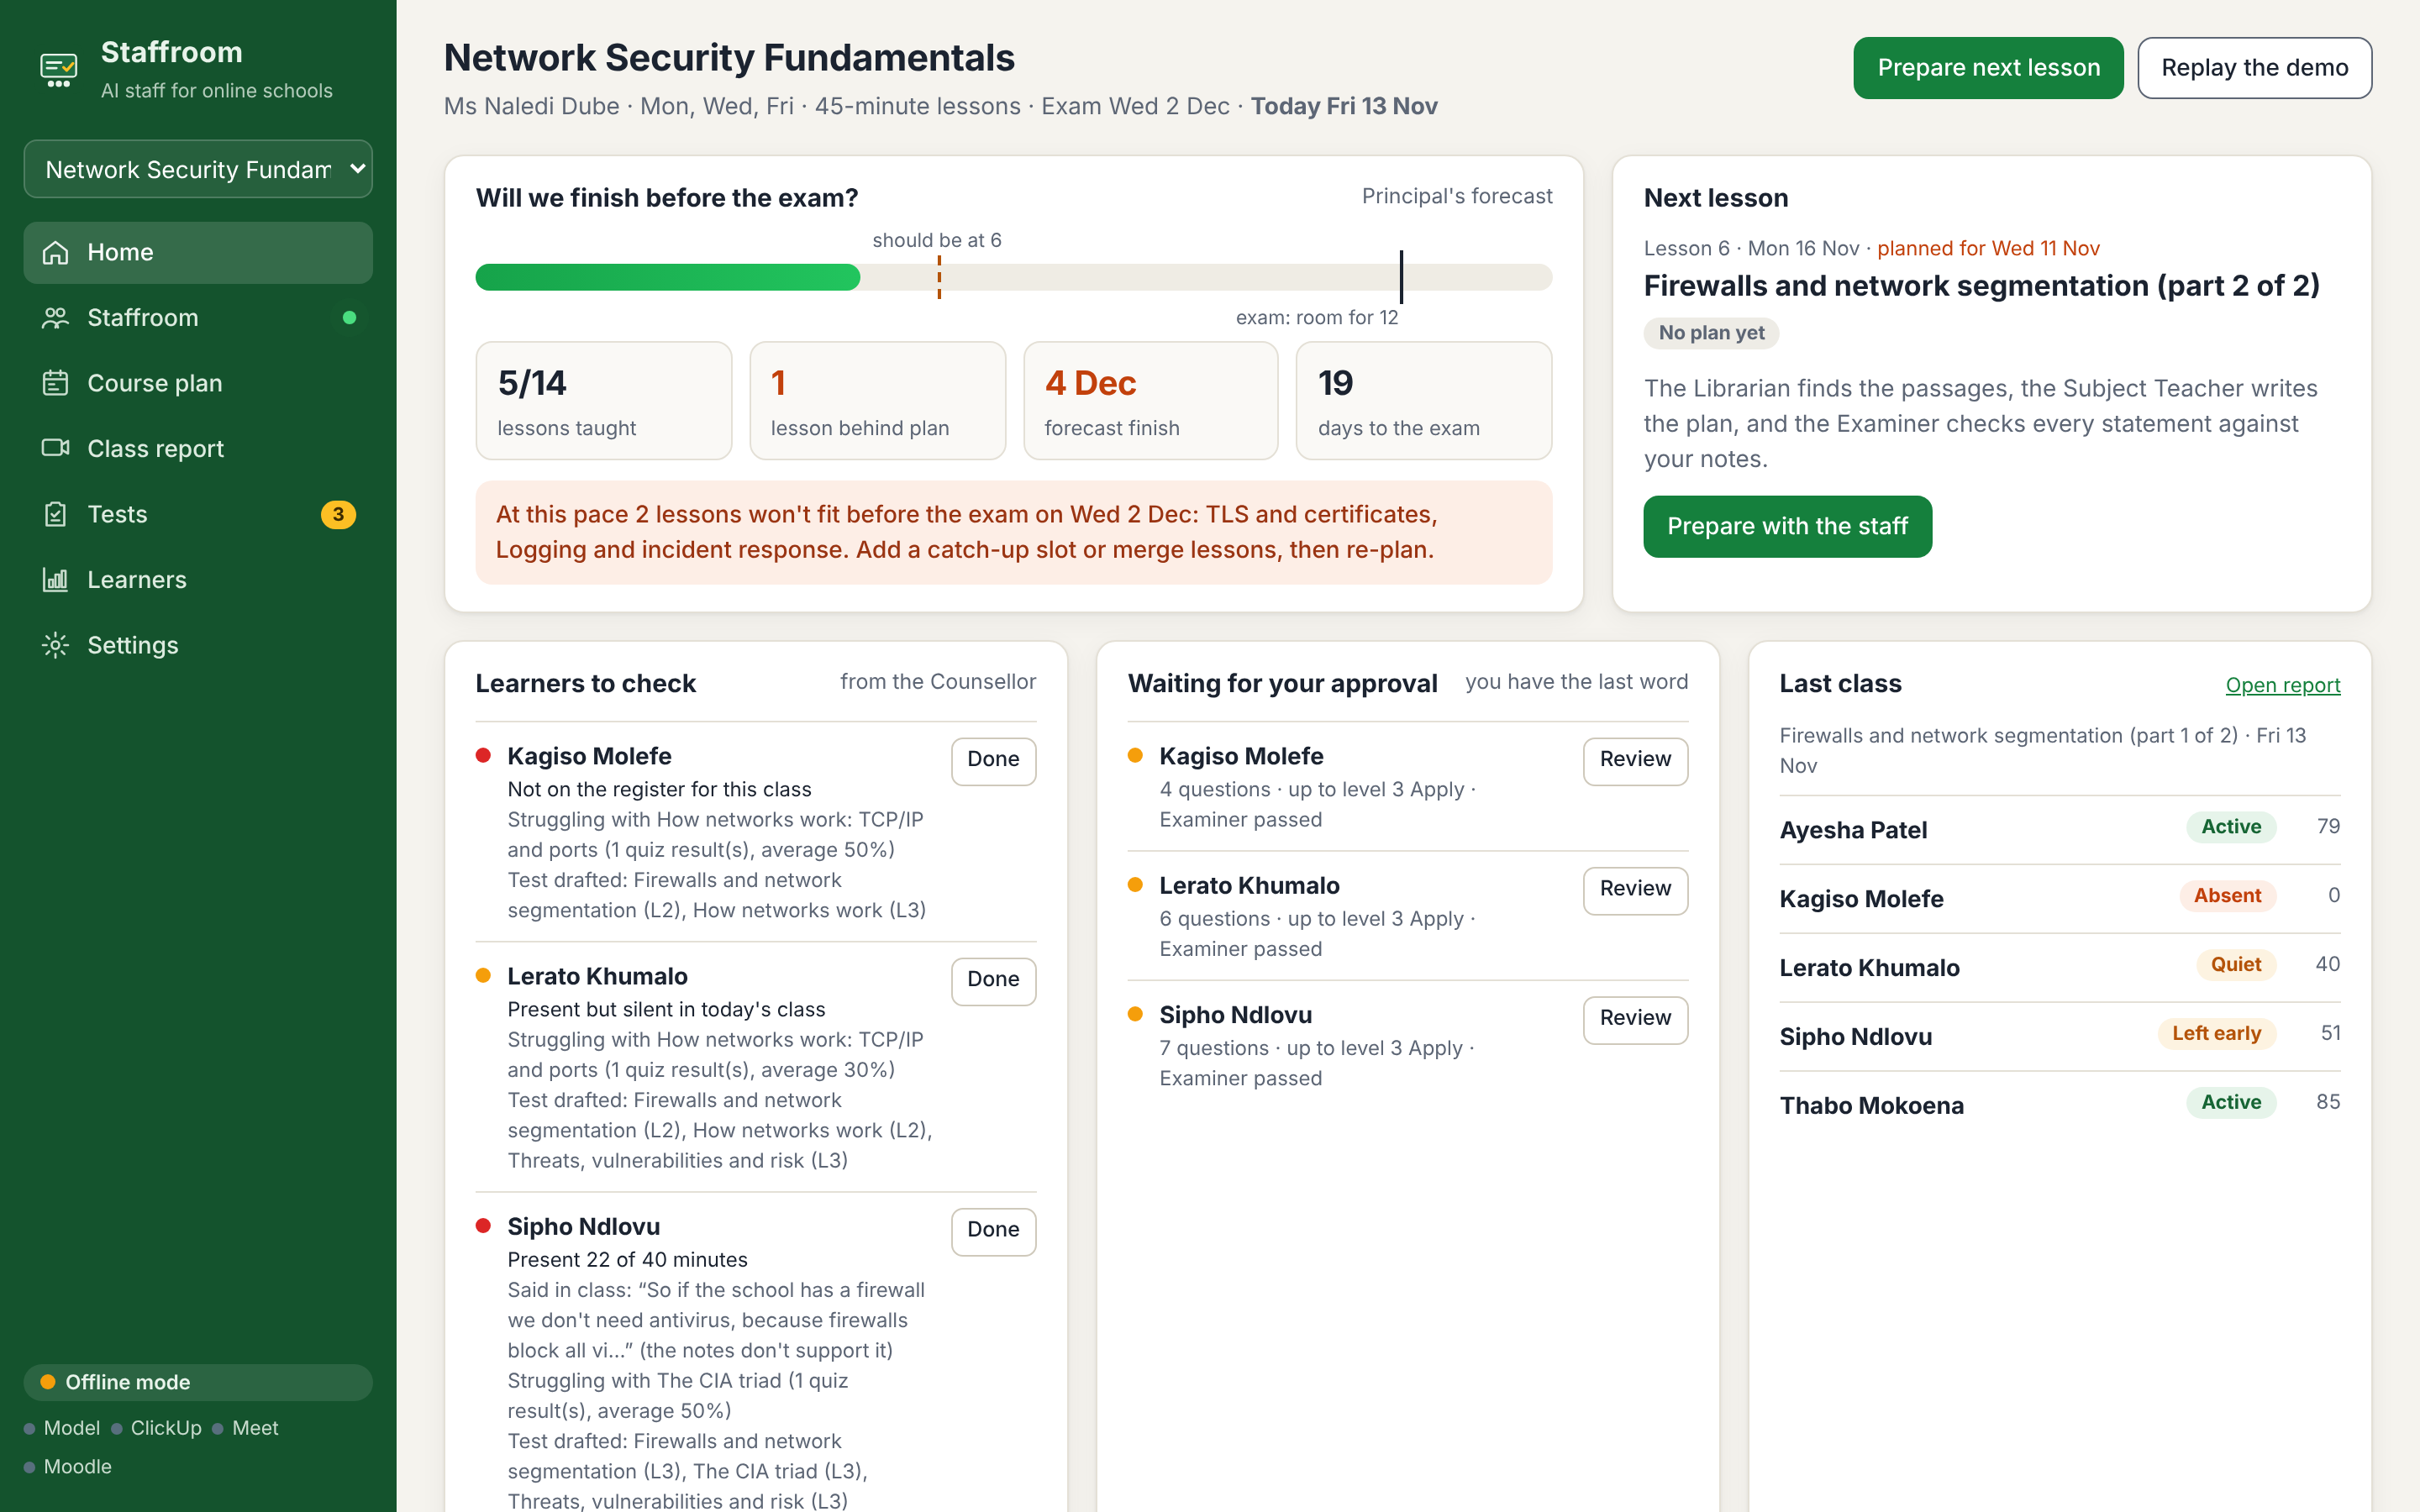 Staffroom
AI staff for online schools
Network Security Fundam
Home
Staffroom
Course plan
Class report
Tests
3
Learners
Settings
Offline mode
Model
ClickUp
Meet
Moodle
Network Security Fundamentals
Ms Naledi Dube · Mon, Wed, Fri · 45-minute lessons · Exam Wed 2 Dec · Today Fri 13 Nov
Prepare next lesson
Replay the demo
Will we finish before the exam?
Principal's forecast
should be at 6
exam: room for 12
5/14
lessons taught
1
lesson behind plan
4 Dec
forecast finish
19
days to the exam
At this pace 2 lessons won't fit before the exam on Wed 2 Dec: TLS and certificates,
Logging and incident response. Add a catch-up slot or merge lessons, then re-plan.
Next lesson
Lesson 6 · Mon 16 Nov · planned for Wed 11 Nov
Firewalls and network segmentation (part 2 of 2)
No plan yet
The Librarian finds the passages, the Subject Teacher writes
the plan, and the Examiner checks every statement against
your notes.
Prepare with the staff
Learners to check
from the Counsellor
Kagiso Molefe
Done
Not on the register for this class
Struggling with How networks work: TCP/IP
and ports (1 quiz result(s), average 50%)
Test drafted: Firewalls and network
segmentation (L2), How networks work (L3)
Lerato Khumalo
Done
Present but silent in today's class
Struggling with How networks work: TCP/IP
and ports (1 quiz result(s), average 30%)
Test drafted: Firewalls and network
segmentation (L2), How networks work (L2),
Threats, vulnerabilities and risk (L3)
Sipho Ndlovu
Done
Present 22 of 40 minutes
Said in class: “So if the school has a firewall
we don't need antivirus, because firewalls
block all vi…” (the notes don't support it)
Struggling with The CIA triad (1 quiz
result(s), average 50%)
Test drafted: Firewalls and network
segmentation (L3), The CIA triad (L3),
Threats, vulnerabilities and risk (L3)
Waiting for your approval
you have the last word
Kagiso Molefe
Review
4 questions · up to level 3 Apply ·
Examiner passed
Lerato Khumalo
Review
6 questions · up to level 3 Apply ·
Examiner passed
Sipho Ndlovu
Review
7 questions · up to level 3 Apply ·
Examiner passed
Last class
Open report
Firewalls and network segmentation (part 1 of 2) · Fri 13
Nov
Ayesha Patel
Active
79
Kagiso Molefe
Absent
0
Lerato Khumalo
Quiet
40
Sipho Ndlovu
Left early
51
Thabo Mokoena
Active
85